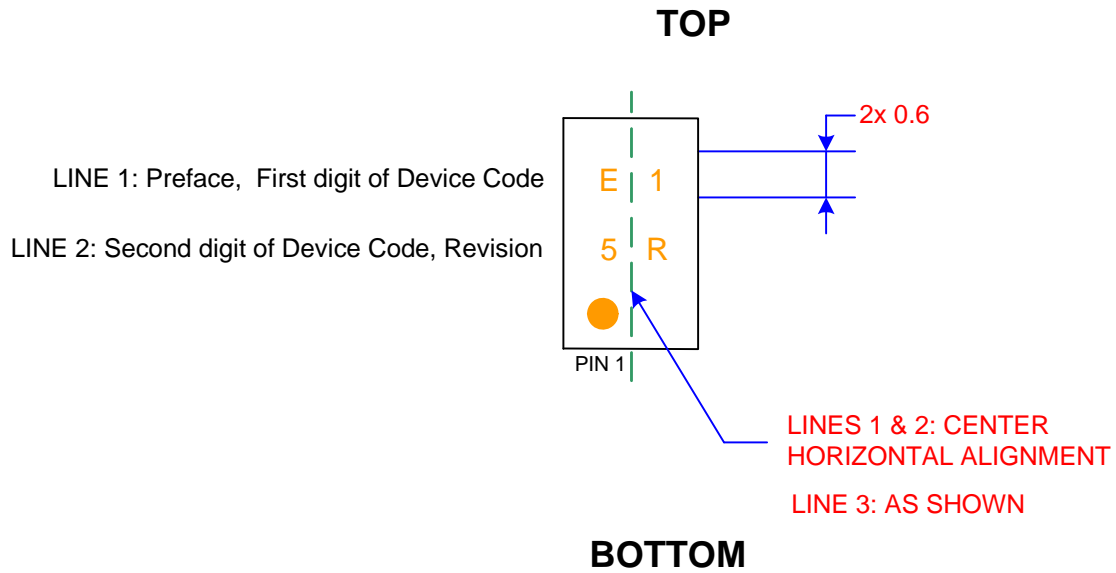 TOP
2x 0.6
LINE 1: Preface, First digit of Device Code
E 1
LINE 2: Second digit of Device Code, Revision
5 R
PIN 1
LINES 1 & 2: CENTER
HORIZONTAL ALIGNMENT
LINE 3: AS SHOWN
BOTTOM